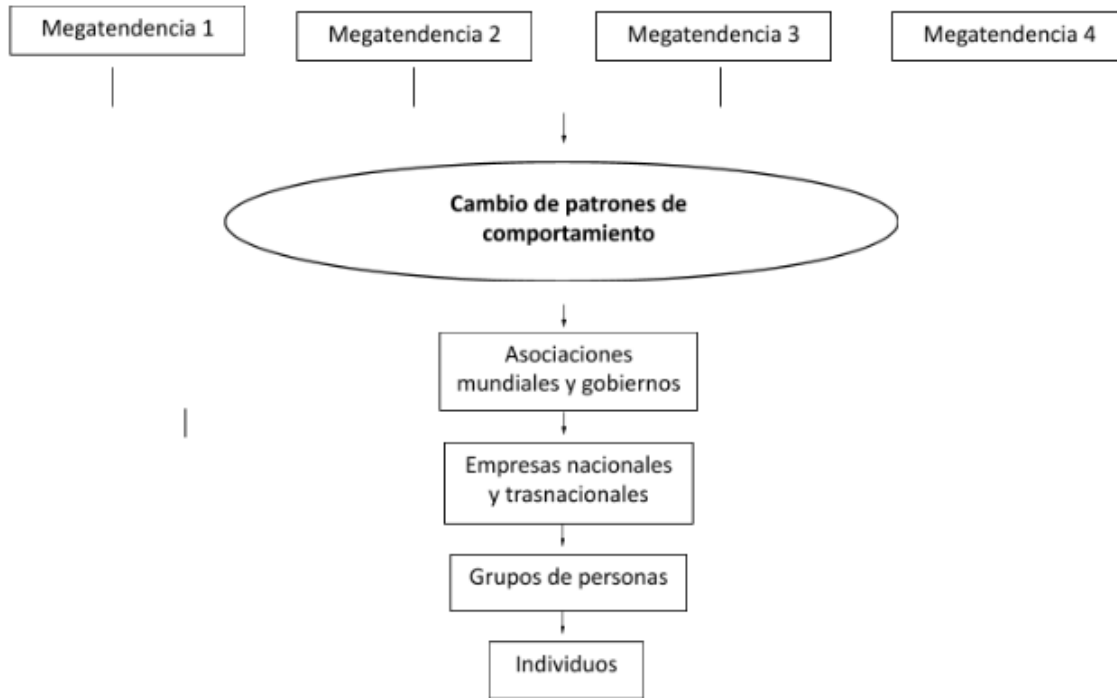 Megatendencia 1
Megatendencia 2
Megatendencia 3
Megatendencia 4
Cambio de patrones de
comportamiento
Asociaciones
mundiales y gobiernos
Empresas nacionales
y trasnacionales
Grupos de personas
Individuos